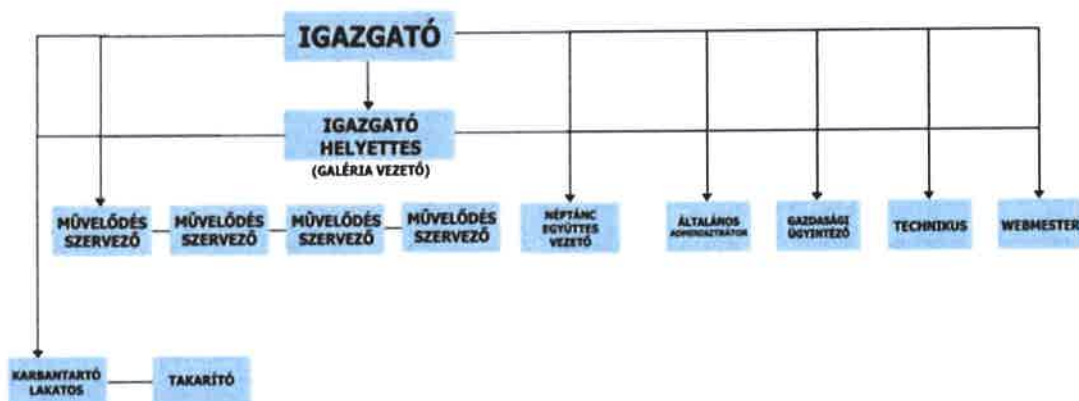 IGAZGATÓ
IGAZGATÓ
HELYETTES
(GALÉRIA VEZETŐ)
MŰVELŐDÉS
SZERVEZŐ
MŰVELŐDÉS
SZERVEZŐ
MŰVELŐDÉS
SZERVEZŐ
MŰVELŐDÉS
SZERVEZŐ
NÉPTÁNC
EGYÜTTES
VEZETŐ
ÁLTALÁNOS
ADMINISZTRÁTOR
GAZDASÁGI
ÜGYINTÉZŐ
TECHNIKUS
WEBMESTER
KARBANTARTÓ
LAKATOS
TAKARÍTÓ